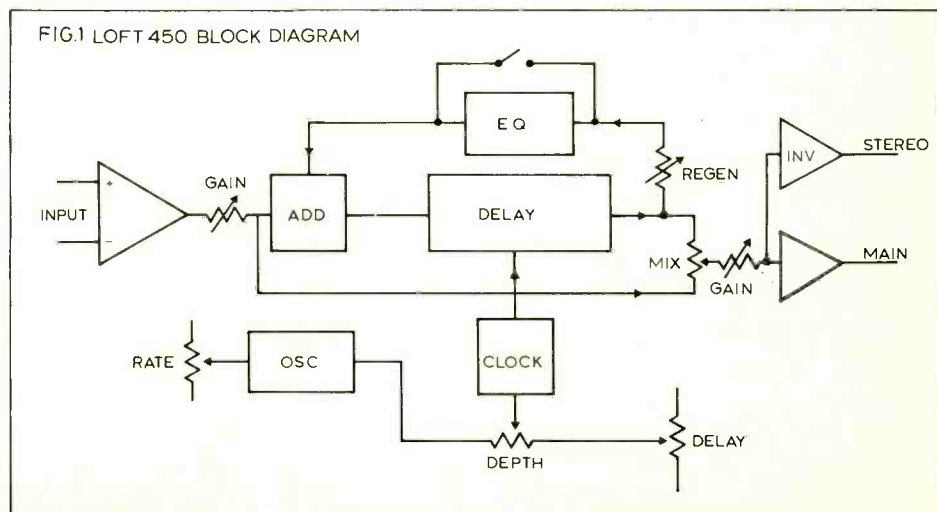 FIG.1 LOFT 450 BLOCK DIAGRAM
EQ
INPUT
+
-
GAIN
ADD
DELAY
REGEN
MIX
GAIN
INV
STEREO
MAIN
RATE
OSC
CLOCK
DEPTH
DELAY